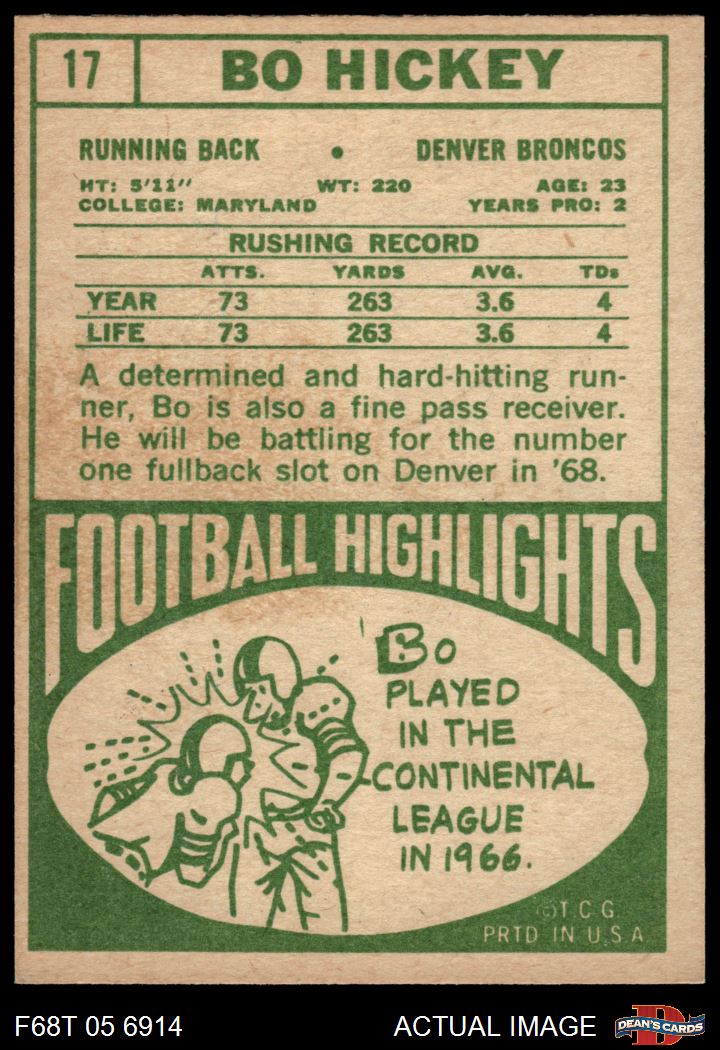 17 BO HICKEY
RUNNING BACK • DENVER BRONCOS
HT: 5'11" WT: 220 AGE: 23
COLLEGE: MARYLAND YEARS PRO: 2
RUSHING RECORD
ATTS. YARDS AVG. TDs
YEAR 73 263 3.6 4
LIFE 73 263 3.6 4
A determined and hard-hitting run-
ner, Bo is also a fine pass receiver.
He will be battling for the number
one fullback slot on Denver in '68.
FOOTBALL HIGHLIGHTS
BO
PLAYED
IN THE
CONTINENTAL
LEAGUE
IN 1966.
©T.C.G.
PRTD IN U.S.A
F68T 05 6914 ACTUAL IMAGE D DEAN'S CARDS